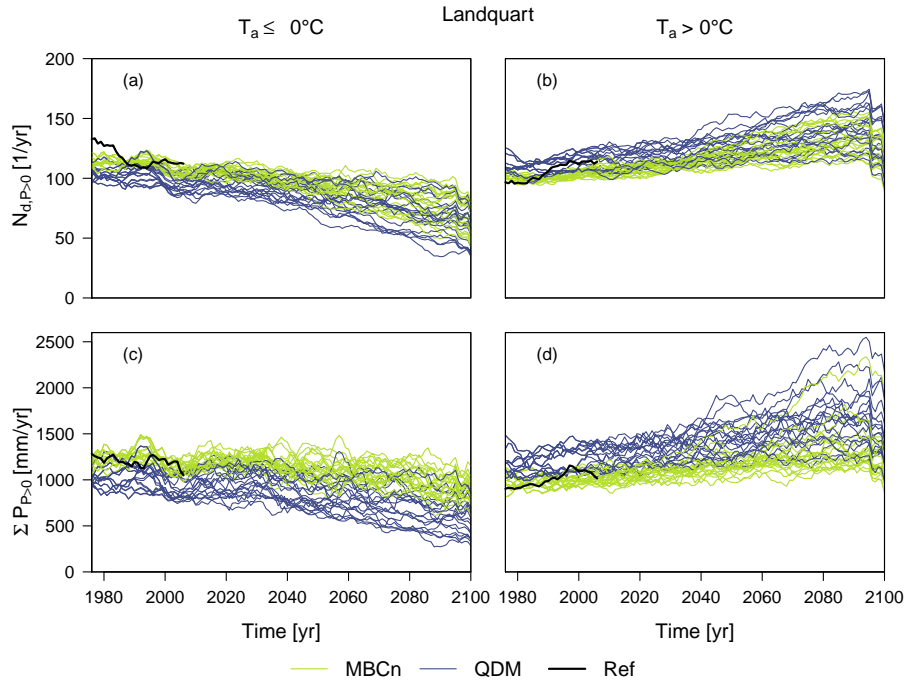 Landquart
Ta ≤ 0°C
Ta > 0°C
(a)
(b)
Nd,P>0 [1/yr]
200
150
100
50
0
(c)
(d)
Σ PP>0 [mm/yr]
2500
2000
1500
1000
500
0
1980 2000 2020 2040 2060 2080 2100
1980 2000 2020 2040 2060 2080 2100
Time [yr]
Time [yr]
MBCn QDM Ref